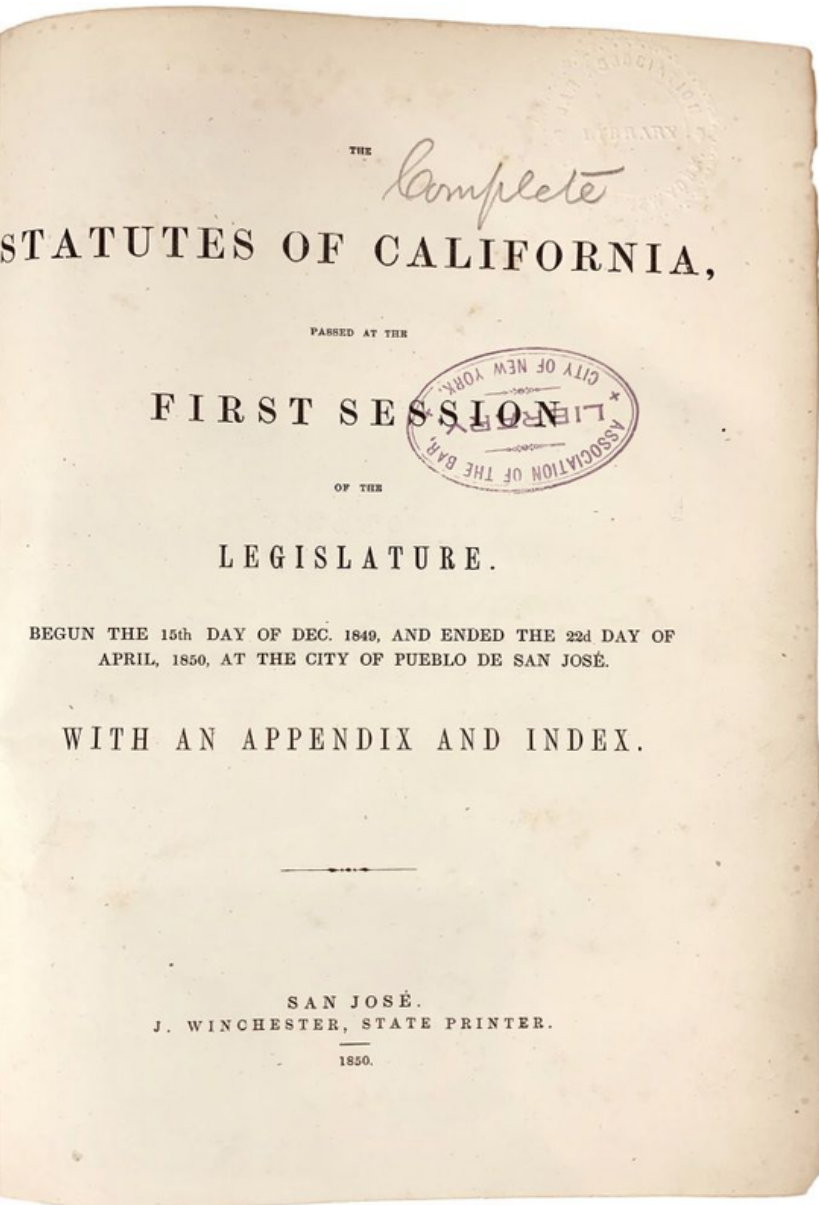 THE
Complete
STATUTES OF CALIFORNIA,
PASSED AT THE
FIRST SESSION
OF THE
LEGISLATURE.
BEGUN THE 15th DAY OF DEC. 1849, AND ENDED THE 22d DAY OF
APRIL, 1850, AT THE CITY OF PUEBLO DE SAN JOSÉ.
WITH AN APPENDIX AND INDEX.
SAN JOSÉ.
J. WINCHESTER, STATE PRINTER.
1850.
ASSOCIATION OF THE BAR,
LIBRARY
CITY OF NEW YORK.
BAR ASSOCIATION
LIBRARY